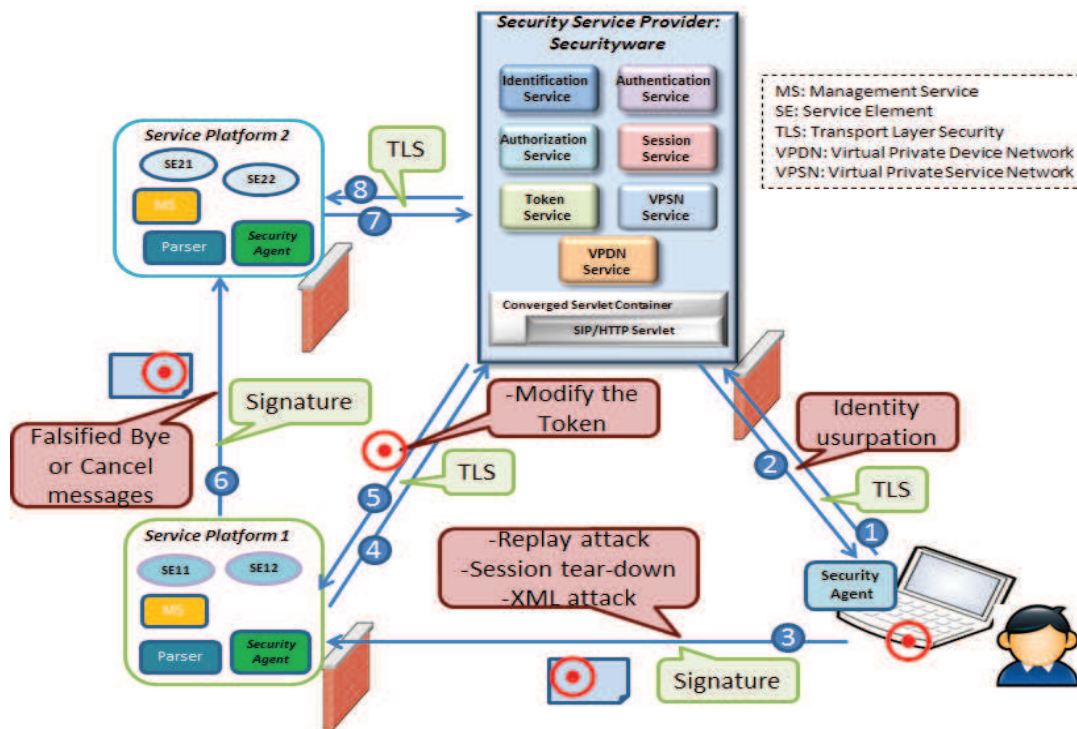 Security Service Provider:
Securityware
Identification
Service
Authentication
Service
Authorization
Service
Session
Service
Token
Service
VPSN
Service
VPDN
Service
Converged Servlet Container
SIP/HTTP Servlet
MS: Management Service
SE: Service Element
TLS: Transport Layer Security
VPDN: Virtual Private Device Network
VPSN: Virtual Private Service Network
Service Platform 2
SE21
SE22
MS
Parser
Security
Agent
TLS
8
7
Falsified Bye
or Cancel
messages
Signature
6
-Modify the
Token
TLS
5
4
Identity
usurpation
TLS
2
1
Service Platform 1
SE11
SE12
MS
Parser
Security
Agent
-Replay attack
-Session tear-down
-XML attack
3
Signature
Security
Agent